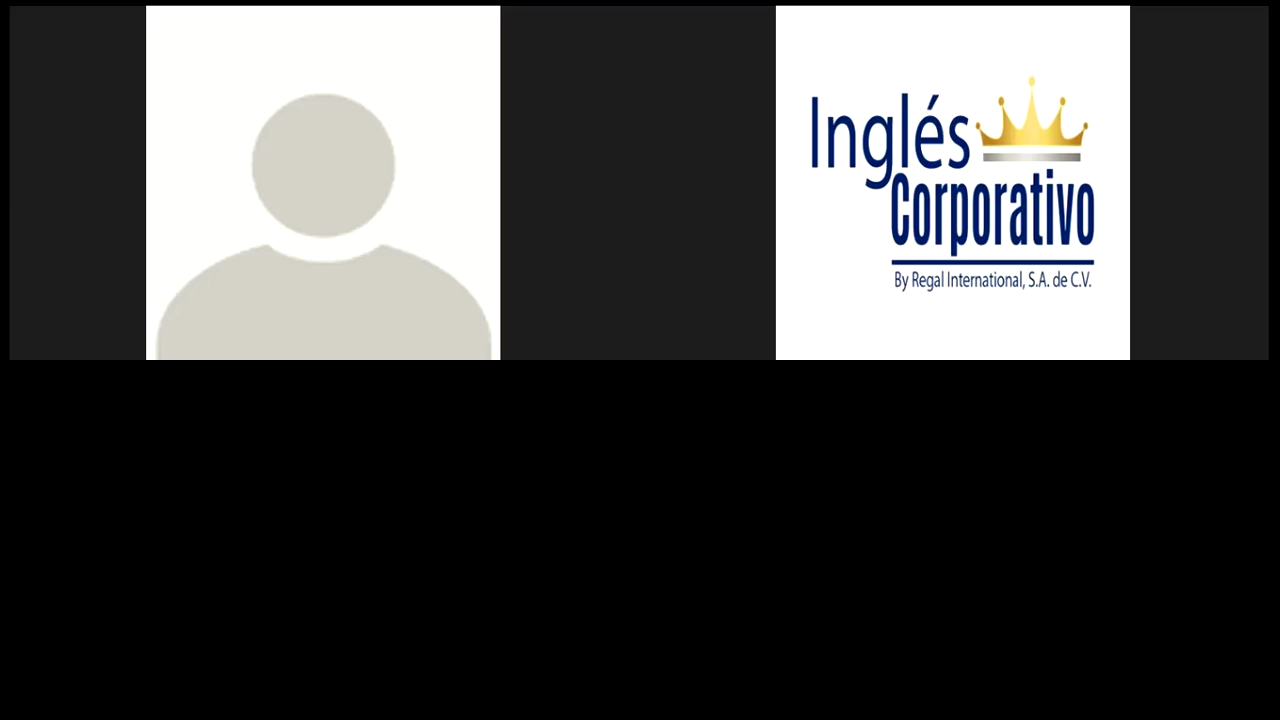 Inglés
Corporativo
By Regal International, S.A. de C.V.